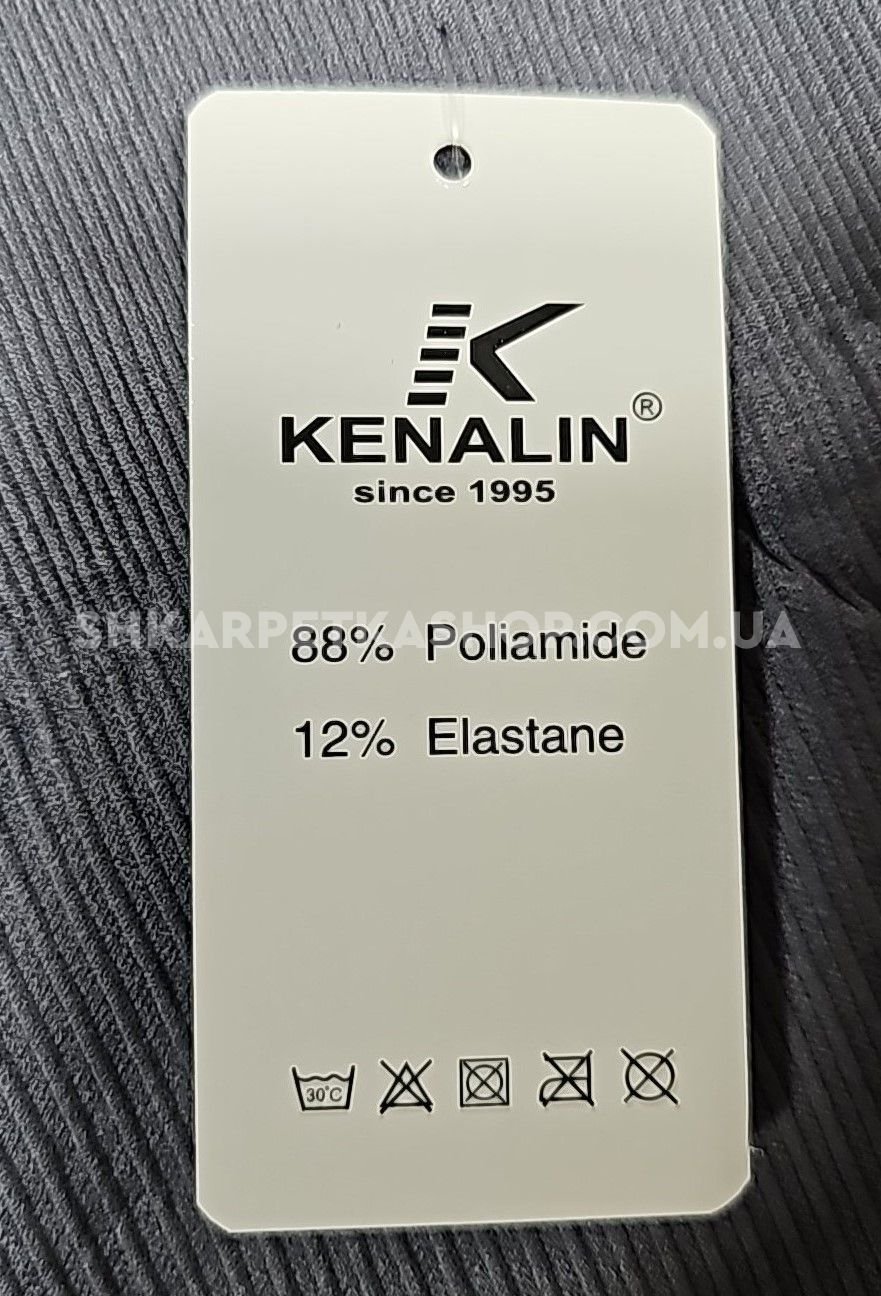 KENALIN®
since 1995
SHKARPETKASHOP.COM.UA
88% Poliamide
12% Elastane
30°C